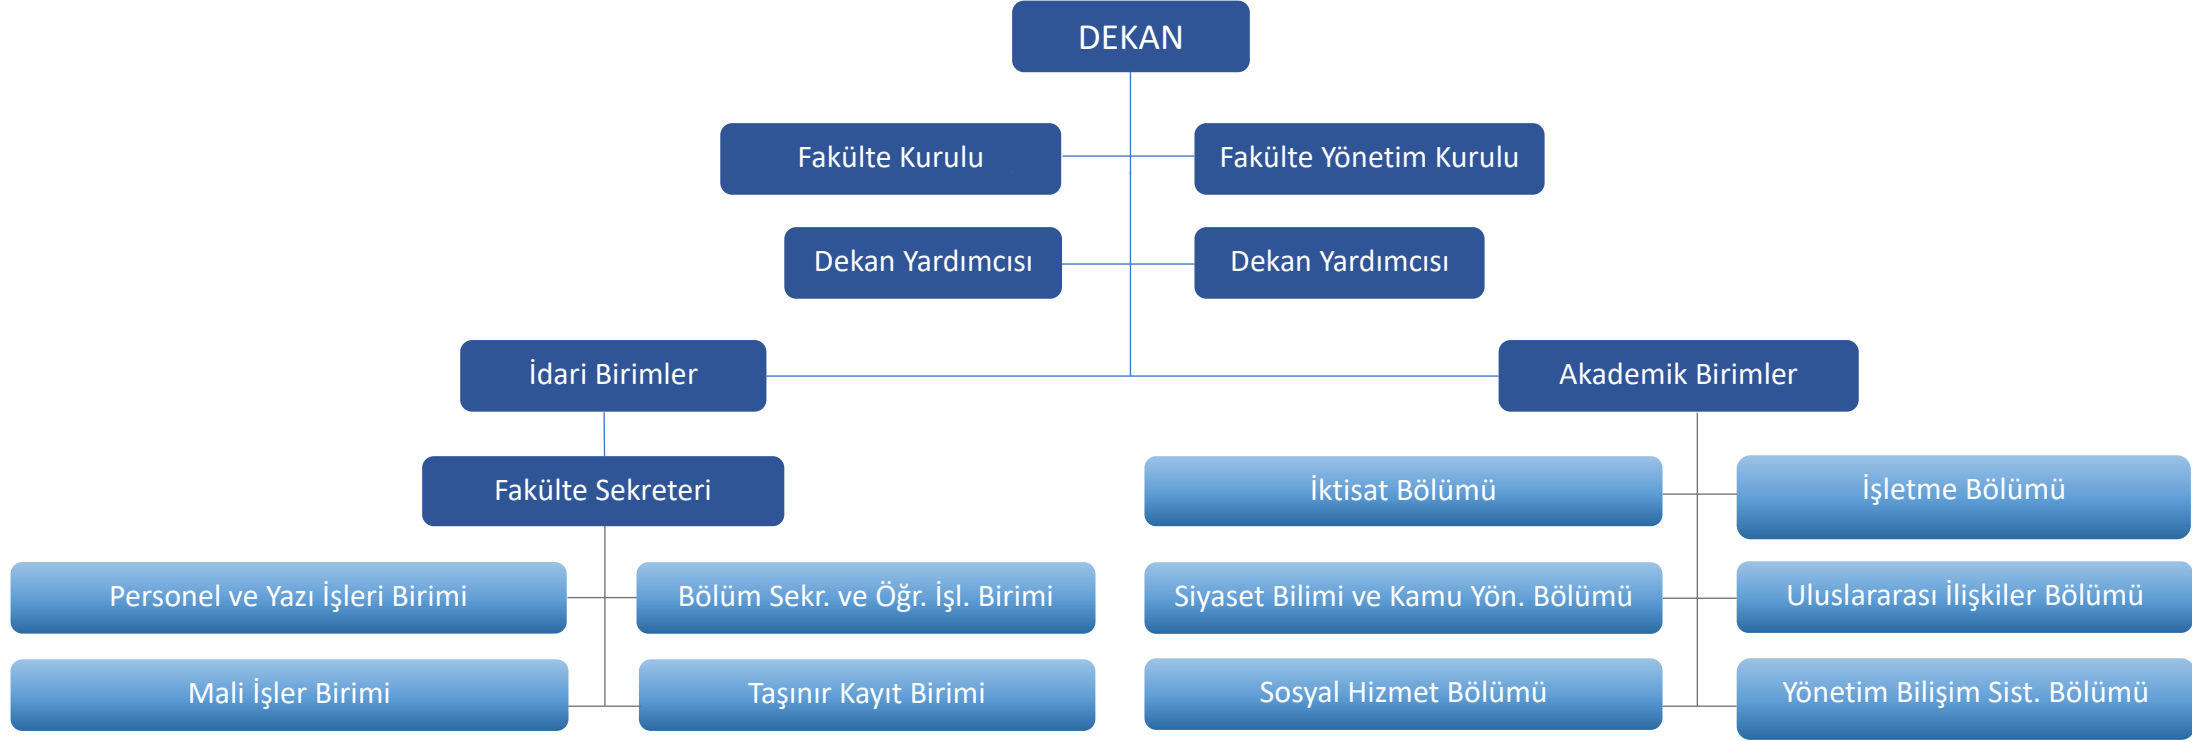 DEKAN
Fakülte Kurulu
Fakülte Yönetim Kurulu
Dekan Yardımcısı
Dekan Yardımcısı
İdari Birimler
Akademik Birimler
Fakülte Sekreteri
İktisat Bölümü
İşletme Bölümü
Personel ve Yazı İşleri Birimi
Bölüm Sekr. ve Öğr. İşl. Birimi
Siyaset Bilimi ve Kamu Yön. Bölümü
Uluslararası İlişkiler Bölümü
Mali İşler Birimi
Taşınır Kayıt Birimi
Sosyal Hizmet Bölümü
Yönetim Bilişim Sist. Bölümü